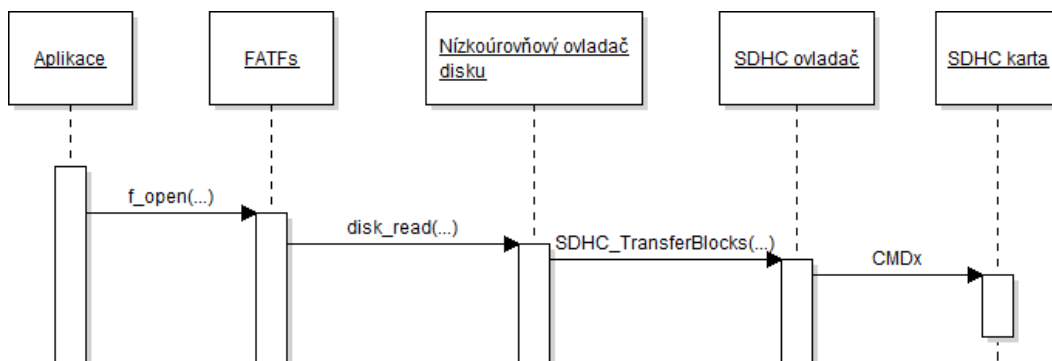 Aplikace
FATFs
Nízkoúrovňový ovladač
disku
SDHC ovladač
SDHC karta
f_open(...)
disk_read(...)
SDHC_TransferBlocks(...)
CMDx